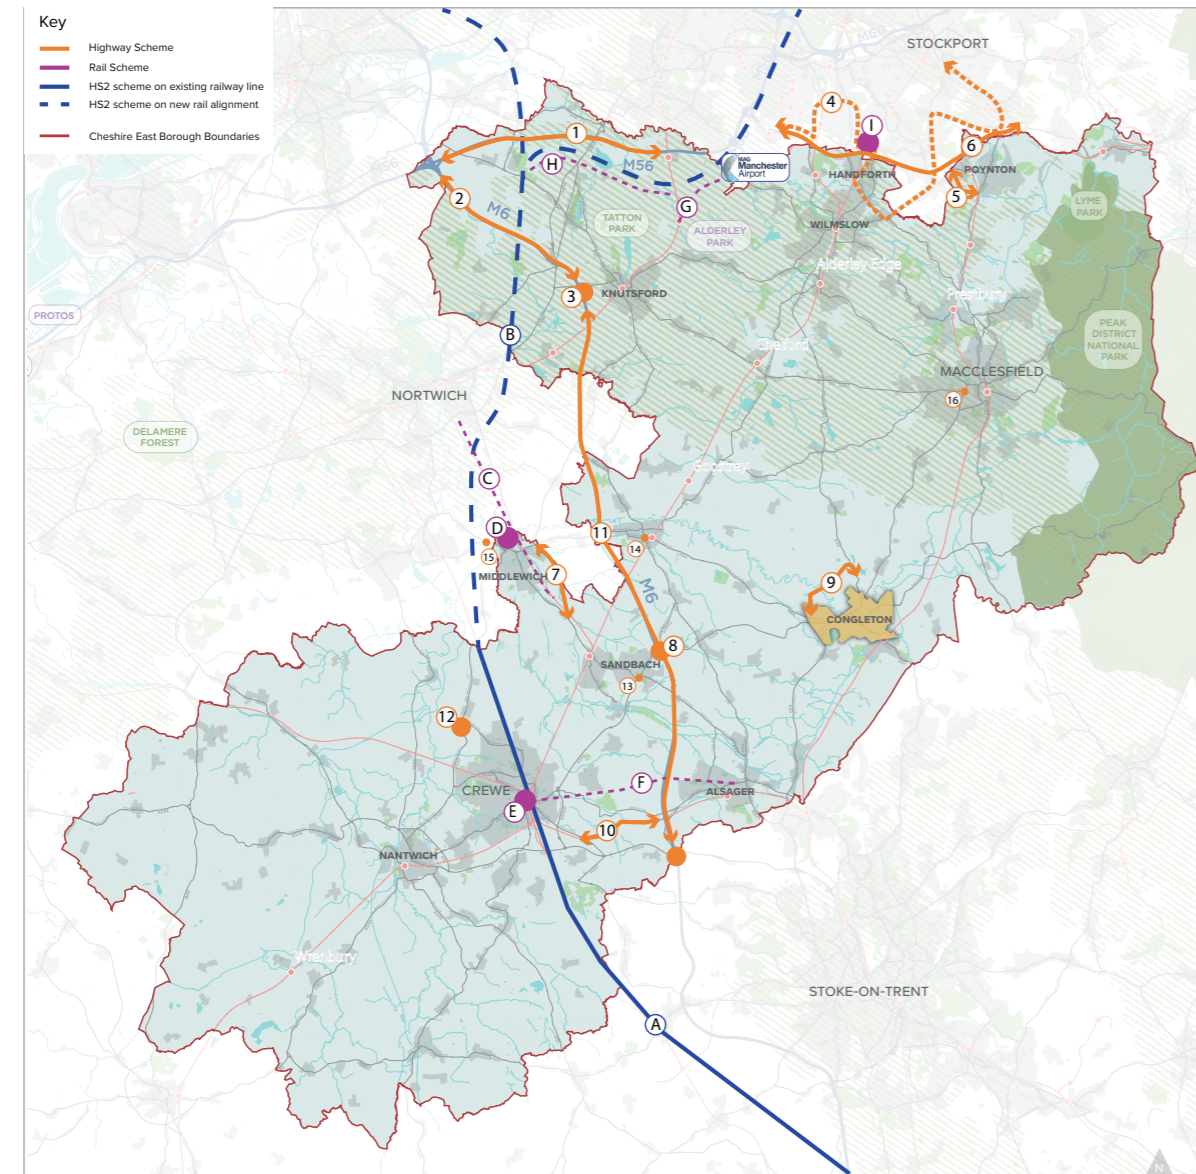 Key
Highway Scheme
Rail Scheme
HS2 scheme on existing railway line
HS2 scheme on new rail alignment
Cheshire East Borough Boundaries
STOCKPORT
M60
4
I
1
6
H
M56
MAG
Manchester
Airport
HANDFORTH
POYNTON
2
M6
G
5
LYME
PARK
TATTON
PARK
ALDERLEY
PARK
WILMSLOW
Alderley Edge
3
KNUTSFORD
Prestbury
PROTOS
B
PEAK
DISTRICT
NATIONAL
PARK
Chelford
MACCLESFIELD
NORTWICH
16
DELAMERE
FOREST
Goostrey
C
D
11
14
15
MIDDLEWICH
7
M6
9
CONGLETON
8
SANDBACH
13
12
CREWE
F
ALSAGER
E
10
NANTWICH
Wrenbury
STOKE-ON-TRENT
A
N